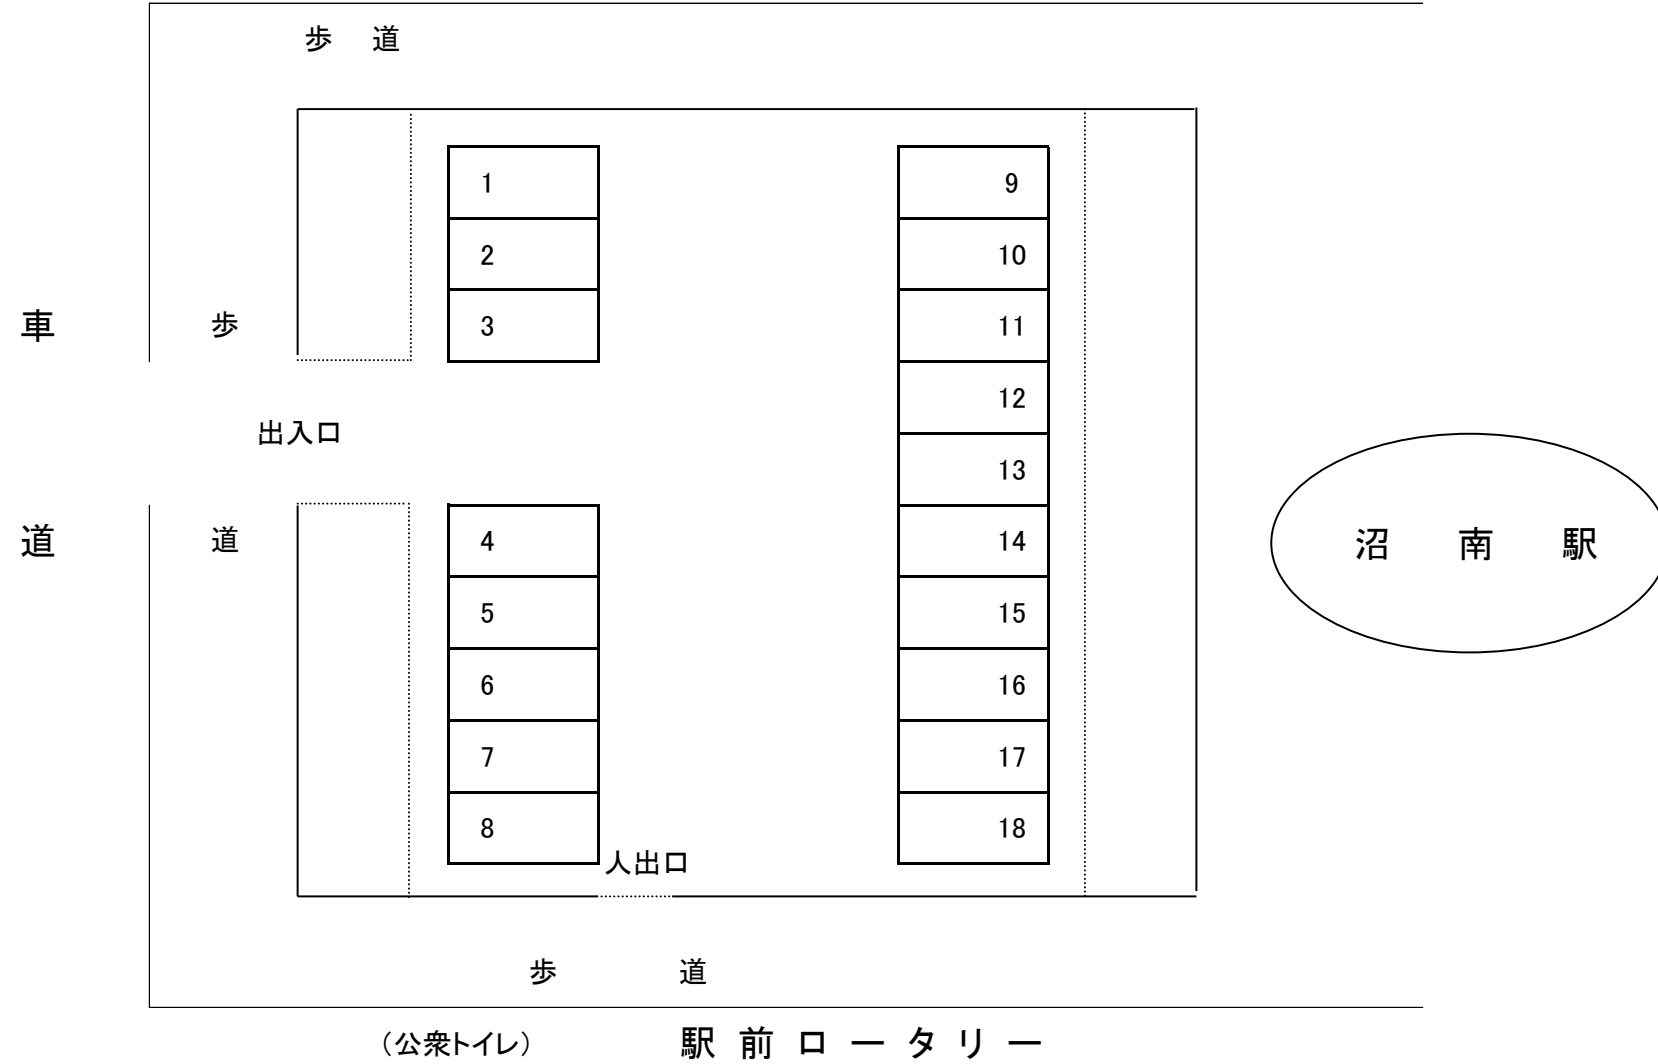 歩 道
1 9
2 10
車 歩 3 11
12
出入口
13
道 道 4 14 沼 南 駅
5 15
6 16
7 17
8 18
人出口
歩 道
（公衆トイレ） 駅 前 ロ ー タ リ ー